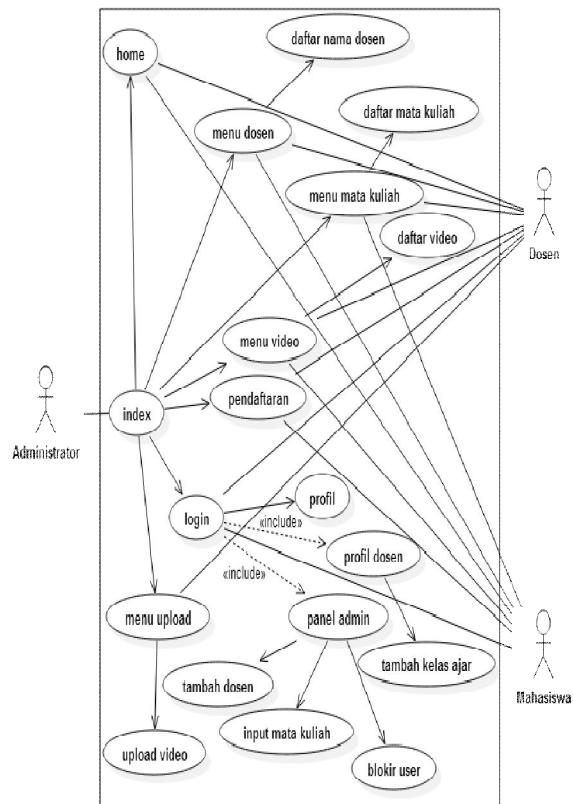 daftar nama dosen
home
daftar mata kuliah
menu dosen
menu mata kuliah
daftar video
Dosen
menu video
pendaftaran
index
Administrator
profil
login
«include»
profil dosen
«include»
menu upload
panel admin
tambah kelas ajar
tambah dosen
Mahasiswa
input mata kuliah
upload video
blokir user